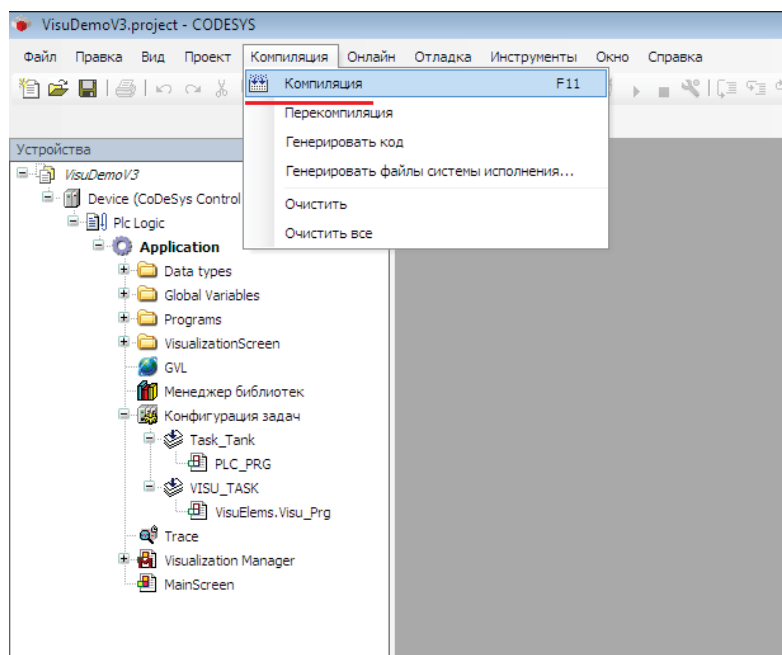 VisuDemoV3.project - CODESYS
Файл Правка Вид Проект Компиляция Онлайн Отладка Инструменты Окно Справка
Компиляция F11
Перекомпиляция
Генерировать код
Генерировать файлы системы исполнения...
Очистить
Очистить все
Устройства
VisuDemoV3
Device (CoDeSys Control
Plc Logic
Application
Data types
Global Variables
Programs
VisualizationScreen
GVL
Менеджер библиотек
Конфигурация задач
Task_Tank
PLC_PRG
VISU_TASK
VisuElems.Visu_Prg
Trace
Visualization Manager
MainScreen